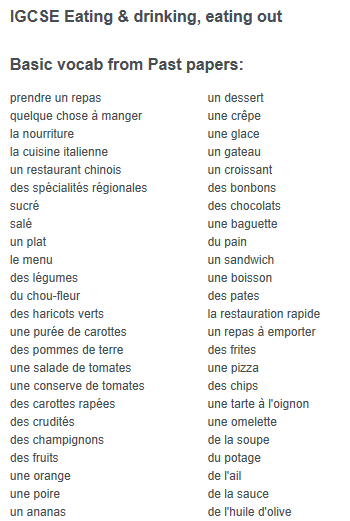 IGCSE Eating & drinking, eating out
Basic vocab from Past papers:
prendre un repas
quelque chose à manger
la nourriture
la cuisine italienne
un restaurant chinois
des spécialités régionales
sucré
salé
un plat
le menu
des légumes
du chou-fleur
des haricots verts
une purée de carottes
des pommes de terre
une salade de tomates
une conserve de tomates
des carottes rapées
des crudités
des champignons
des fruits
une orange
une poire
un ananas
un dessert
une crêpe
une glace
un gateau
un croissant
des bonbons
des chocolats
une baguette
du pain
un sandwich
une boisson
des pates
la restauration rapide
un repas à emporter
des frites
une pizza
des chips
une tarte à l'oignon
une omelette
de la soupe
du potage
de l'ail
de la sauce
de l'huile d'olive